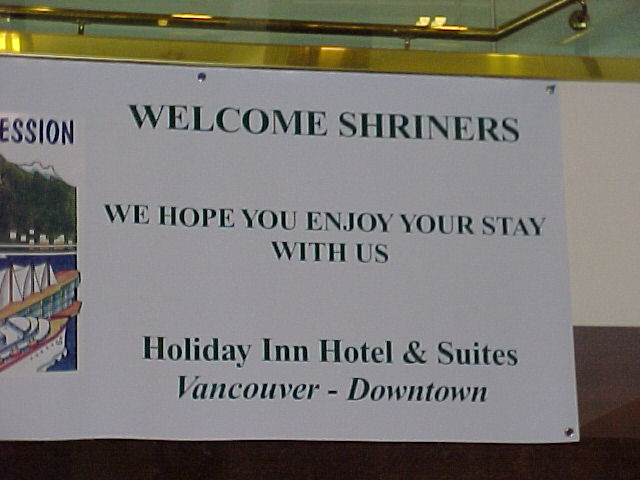 ESSION
WELCOME SHRINERS
WE HOPE YOU ENJOY YOUR STAY
WITH US
Holiday Inn Hotel & Suites
Vancouver - Downtown